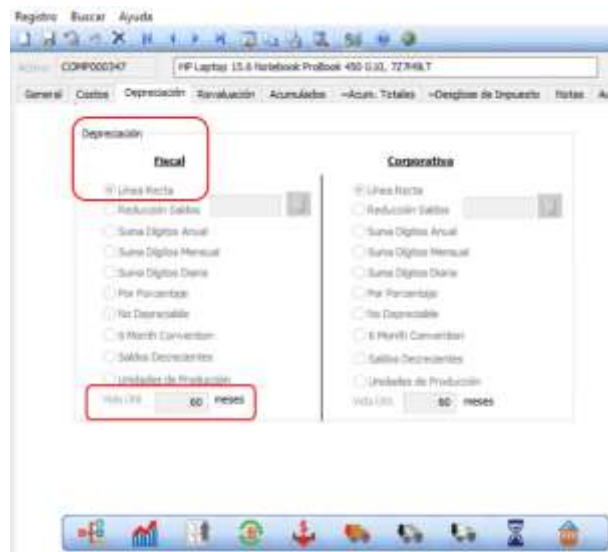 Registro Buscar Ayuda
Activo COMP000347 HP Laptop 15.6 Notebook ProBook 450 G10,
General Costos Depreciación Revaluación Acumulados -Acum. Totales -Desglose de Impuesto Notas
Depreciación
Fiscal Corporativa
Línea Recta Línea Recta
Reducción Saldos Reducción Saldos
Suma Dígitos Anual Suma Dígitos Anual
Suma Dígitos Mensual Suma Dígitos Mensual
Suma Dígitos Diaria Suma Dígitos Diaria
Por Porcentaje Por Porcentaje
No Depreciable No Depreciable
6 Month Convention 6 Month Convention
Saldos Decrecientes Saldos Decrecientes
Unidades de Producción Unidades de Producción
Vida Útil 60 meses Vida Útil 60 meses